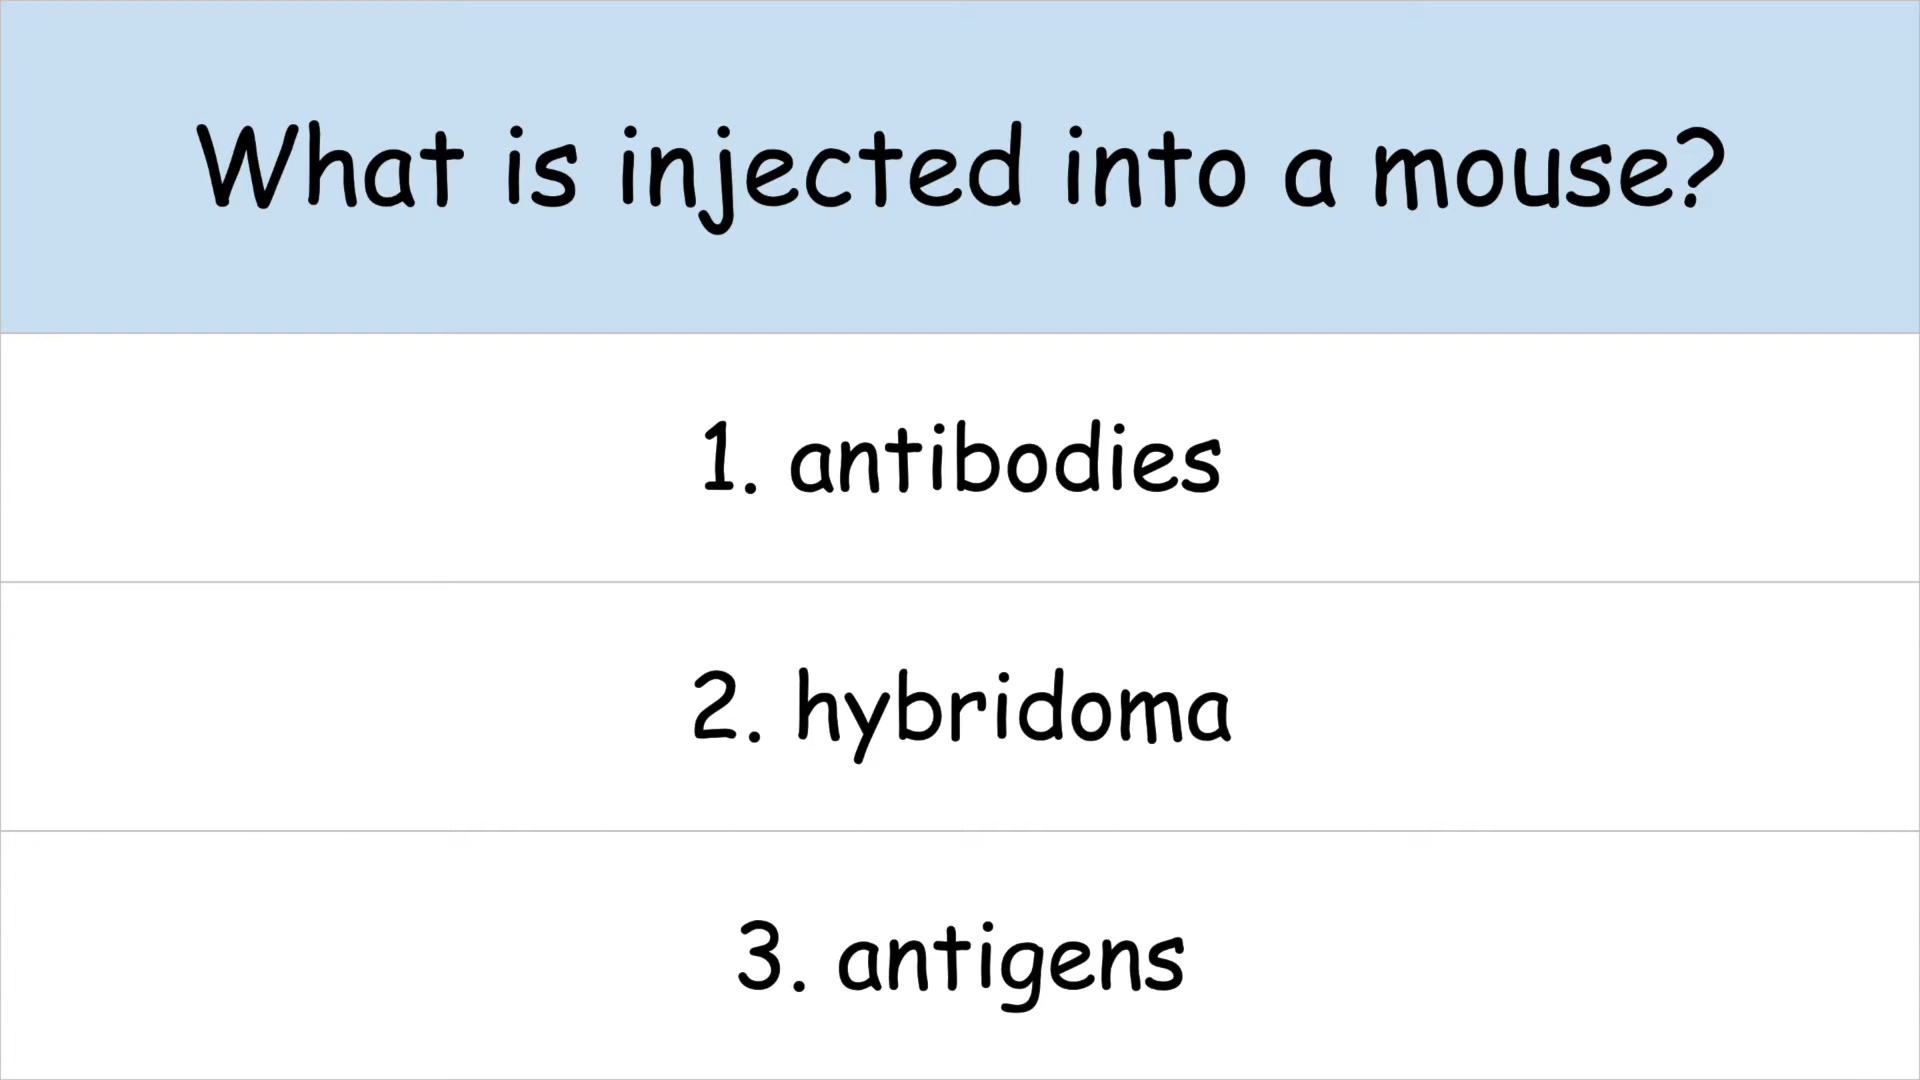 What is injected into a mouse?
1. antibodies
2. hybridoma
3. antigens